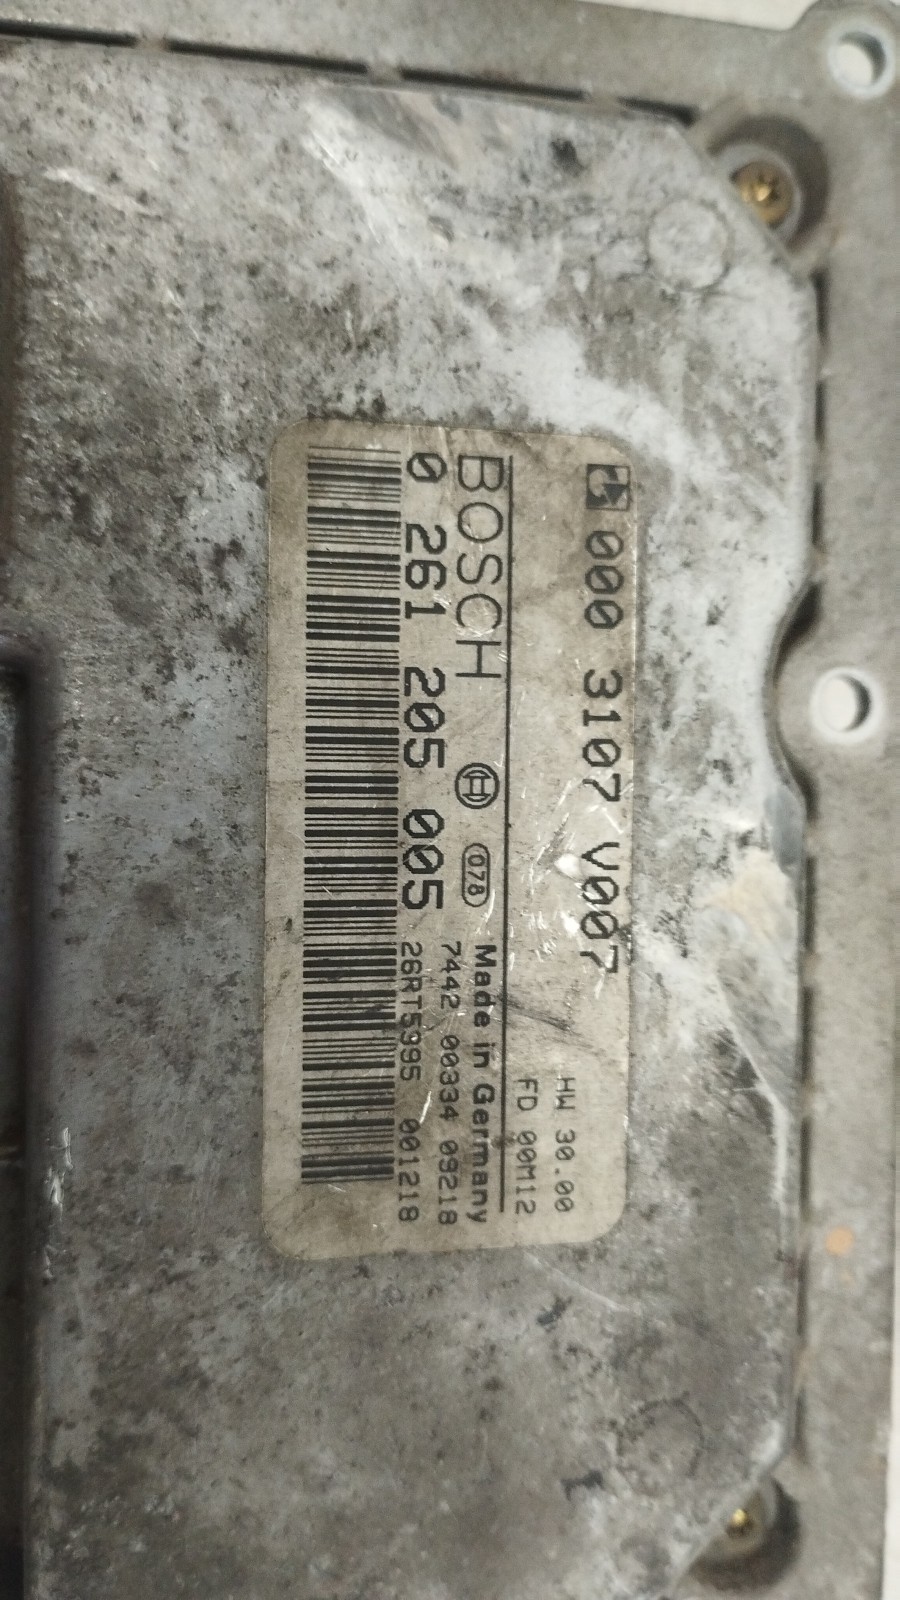 000 3107 V007
HW 30.00
FD 00M12
BOSCH
078
Made in Germany
0 261 205 005
7442 00334 09218
26RT5995 001218